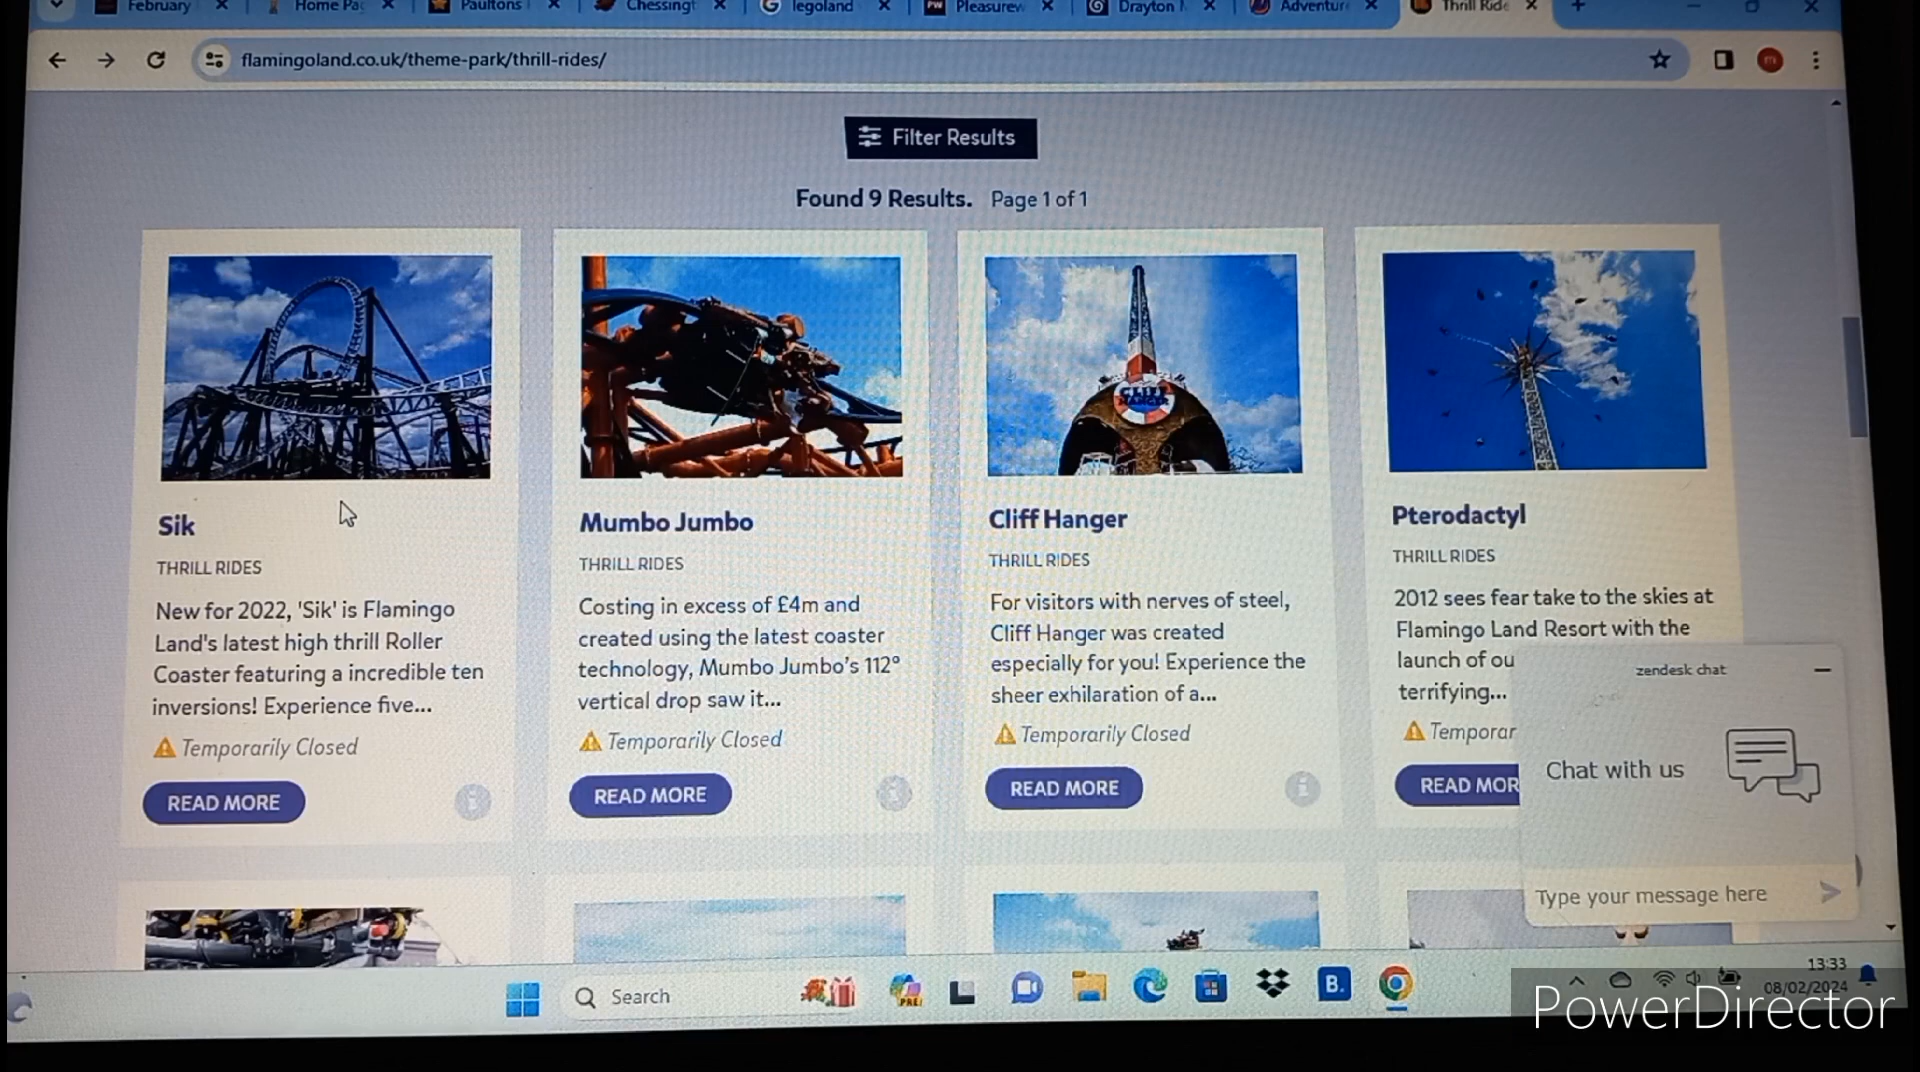 February
Home Pag
Paultons
Chessingt
legoland
Pleasurew
Drayton
Adventure
Thrill Ride
flamingoland.co.uk/theme-park/thrill-rides/
Filter Results
Found 9 Results. Page 1 of 1
CLIFF
HANGER
Sik
THRILL RIDES
New for 2022, 'Sik' is Flamingo
Land's latest high thrill Roller
Coaster featuring a incredible ten
inversions! Experience five...
Temporarily Closed
READ MORE
Mumbo Jumbo
THRILL RIDES
Costing in excess of £4m and
created using the latest coaster
technology, Mumbo Jumbo's 112°
vertical drop saw it...
Temporarily Closed
READ MORE
Cliff Hanger
THRILL RIDES
For visitors with nerves of steel,
Cliff Hanger was created
especially for you! Experience the
sheer exhilaration of a...
Temporarily Closed
READ MORE
Pterodactyl
THRILL RIDES
2012 sees fear take to the skies at
Flamingo Land Resort with the
launch of ou
terrifying...
Temporar
READ MOR
zendesk chat
Chat with us
Type your message here
Search
PRE
B.
13:33
08/02/2024
PowerDirector